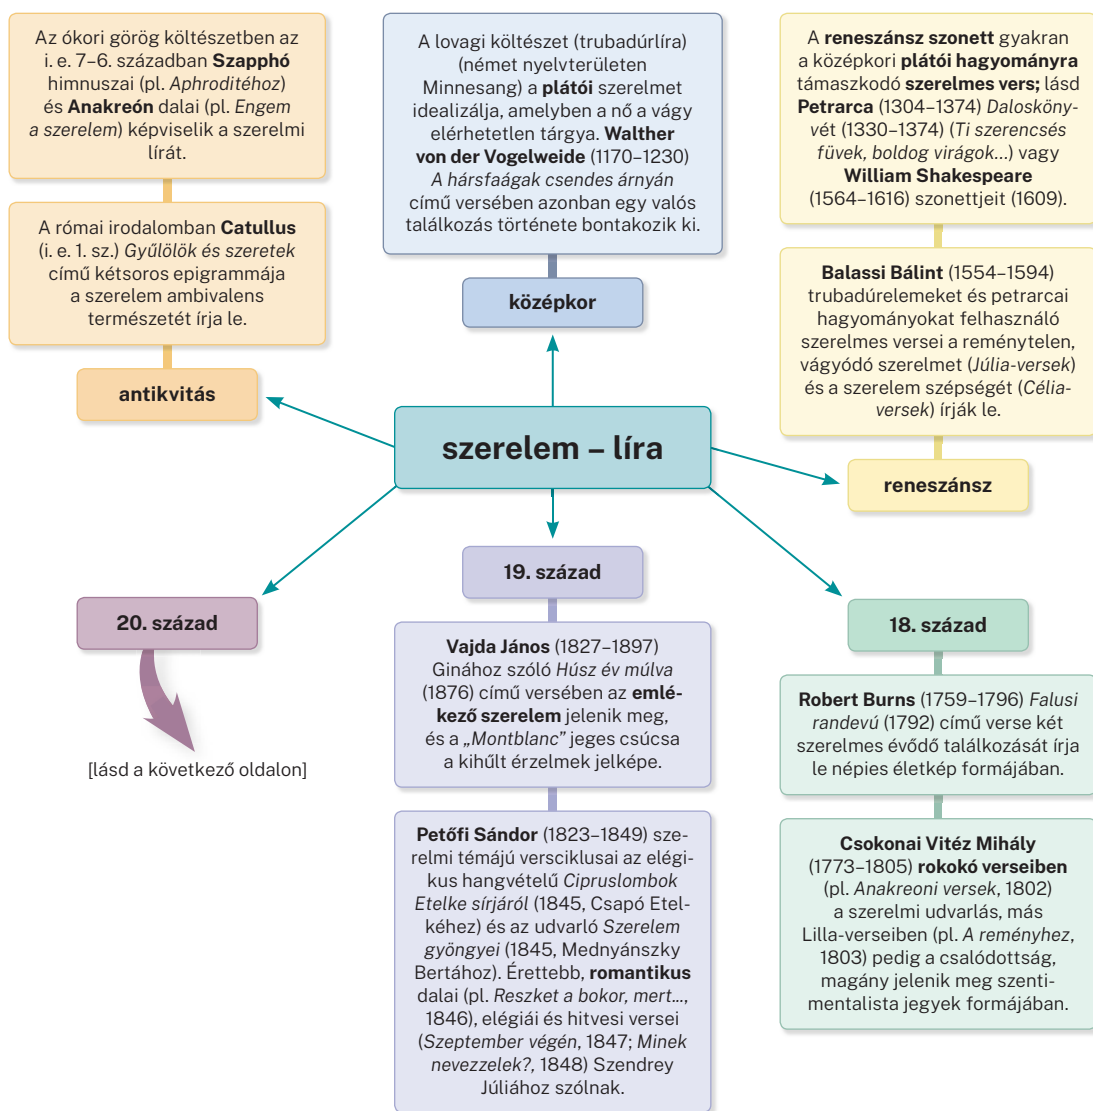 Az ókori görög költészetben az
i. e. 7–6. században Szapphó
himnuszai (pl. Aphroditéhoz)
és Anakreón dalai (pl. Engem
a szerelem) képviselik a szerelmi
lírát.
A római irodalomban Catullus
(i. e. 1. sz.) Gyűlölök és szeretek
című kétsoros epigrammája
a szerelem ambivalens
természetét írja le.
antikvitás
A lovagi költészet (trubadúrlíra)
(német nyelvterületen
Minnesang) a plátói szerelmet
idealizálja, amelyben a nő a vágy
elérhetetlen tárgya. Walther
von der Vogelweide (1170–1230)
A hársfaágak csendes árnyán
című versében azonban egy valós
találkozás története bontakozik ki.
középkor
A reneszánsz szonett gyakran
a középkori plátói hagyományra
támaszkodó szerelmes vers; lásd
Petrarca (1304–1374) Dalosköny-
vét (1330–1374) (Ti szerencsés
füvek, boldog virágok...) vagy
William Shakespeare
(1564–1616) szonettjeit (1609).
Balassi Bálint (1554–1594)
trubadúrelemeket és petrarcai
hagyományokat felhasználó
szerelmes versei a reménytelen,
vágyódó szerelmet (Júlia-versek)
és a szerelem szépségét (Célia-
versek) írják le.
reneszánsz
szerelem – líra
20. század
[lásd a következő oldalon]
19. század
Vajda János (1827–1897)
Ginához szóló Húsz év múlva
(1876) című versében az emlé-
kező szerelem jelenik meg,
és a „Montblanc” jeges csúcsa
a kihűlt érzelmek jelképe.
Petőfi Sándor (1823–1849) sze-
relmi témájú versciklusai az elégi-
kus hangvételű Cipruslombok
Etelke sírjáról (1845, Csapó Etel-
kéhez) és az udvarló Szerelem
gyöngyei (1845, Mednyánszky
Bertához). Érettebb, romantikus
dalai (pl. Reszket a bokor, mert...,
1846), elégiái és hitvesi versei
(Szeptember végén, 1847; Minek
nevezzelek?, 1848) Szendrey
Júliához szólnak.
18. század
Robert Burns (1759–1796) Falusi
randevú (1792) című verse két
szerelmes évődő találkozását írja
le népies életkép formájában.
Csokonai Vitéz Mihály
(1773–1805) rokokó verseiben
(pl. Anakreoni versek, 1802)
a szerelmi udvarlás, más
Lilla-verseiben (pl. A reményhez,
1803) pedig a csalódottság,
magány jelenik meg szenti-
mentalista jegyek formájában.